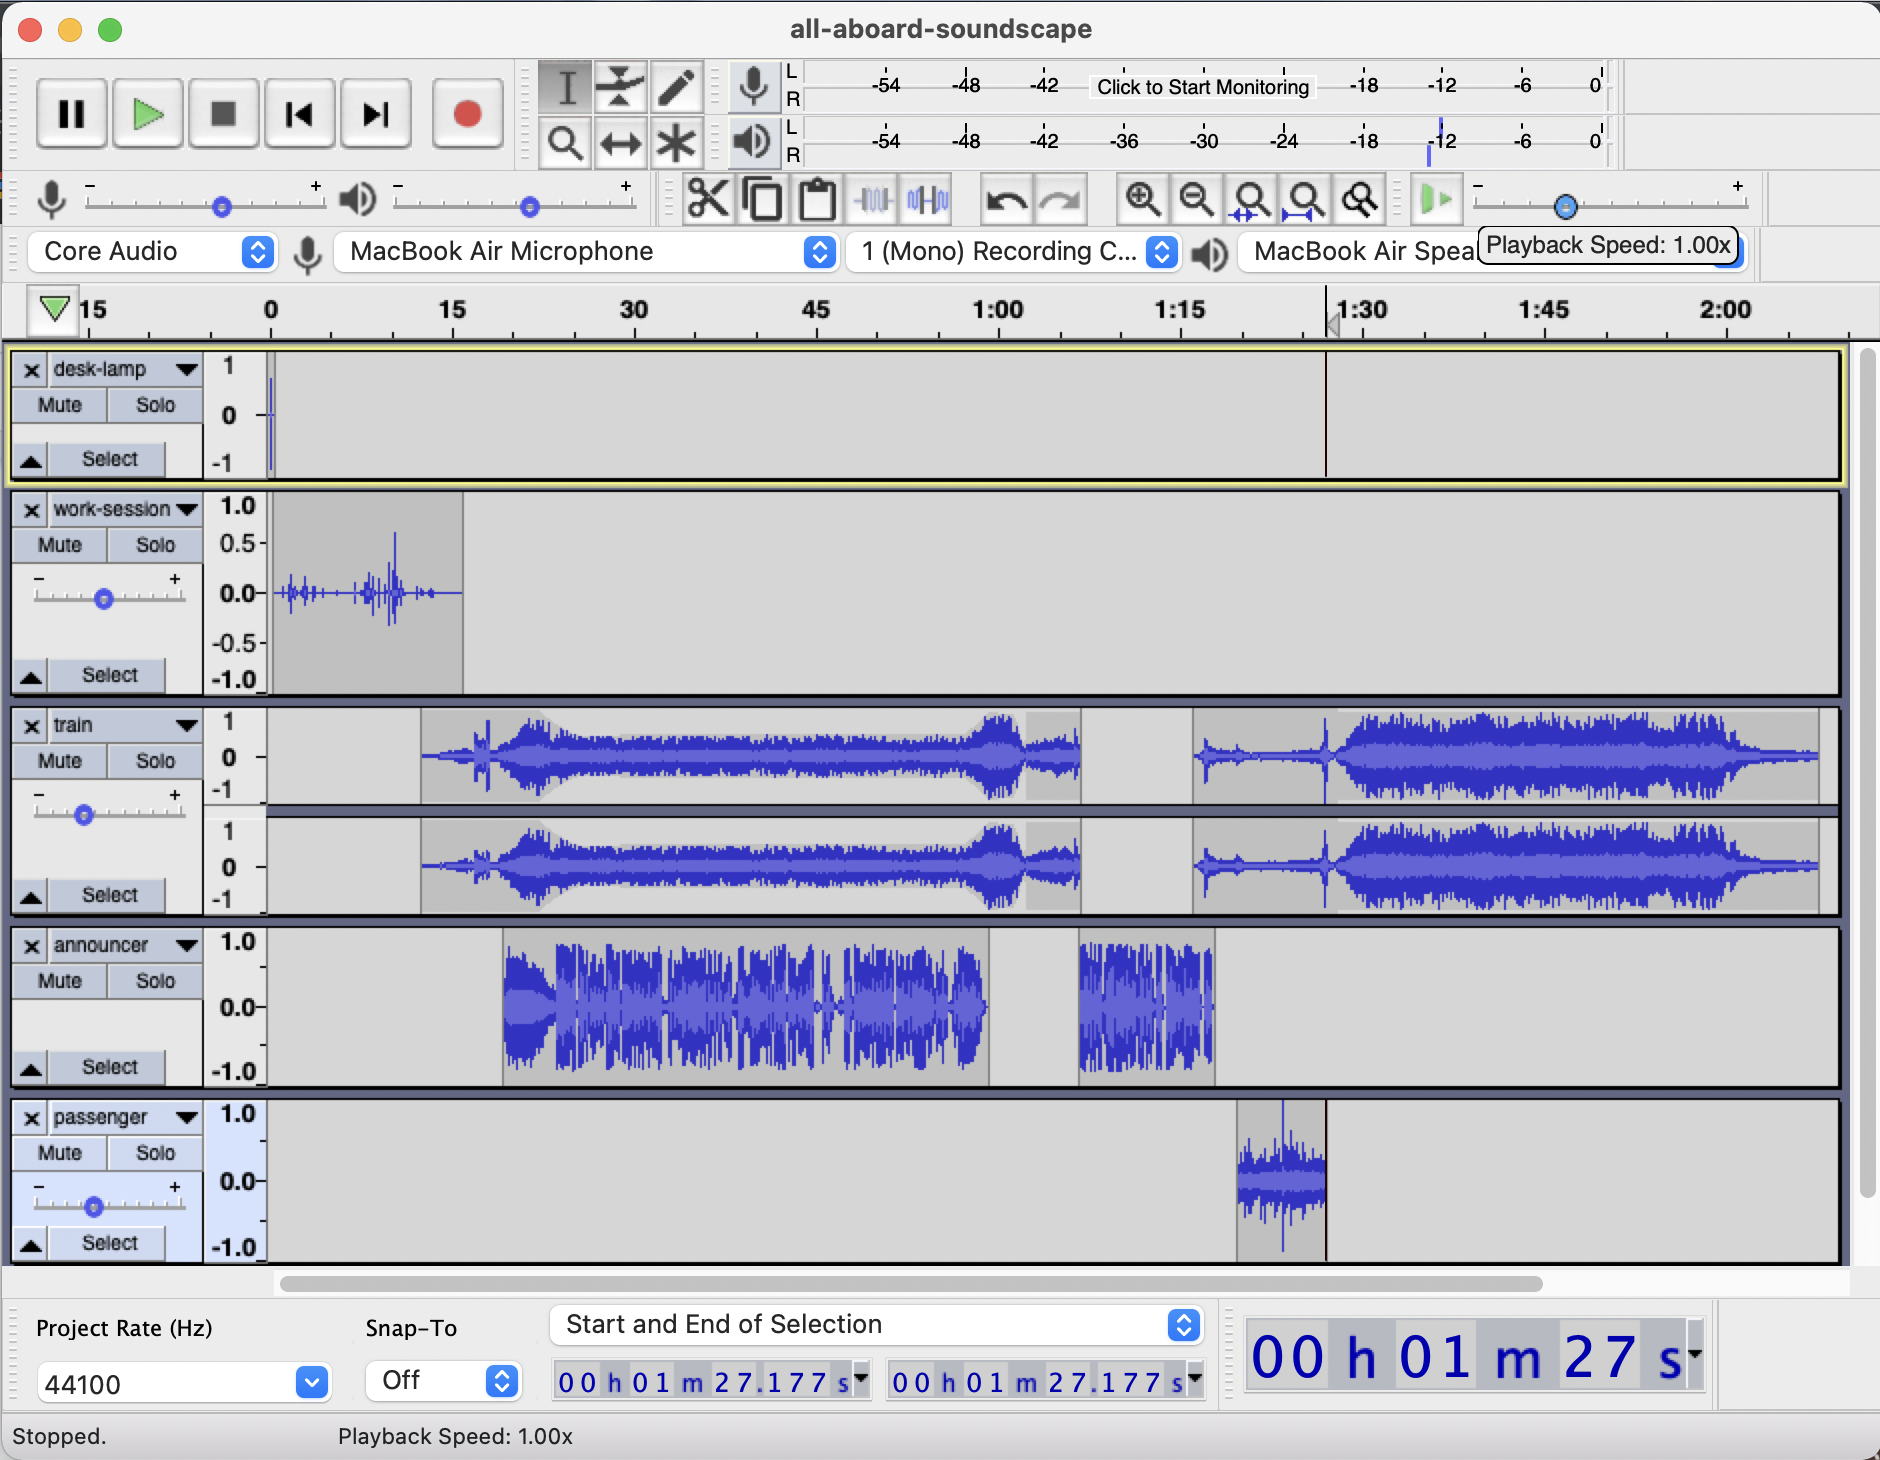 all-aboard-soundscape
L
R
-54 -48 -42 Click to Start Monitoring -18 -12 -6 0
L
R
-54 -48 -42 -36 -30 -24 -18 -12 -6 0
- + - + - +
Core Audio MacBook Air Microphone 1 (Mono) Recording C... MacBook Air Spea
Playback Speed: 1.00x
15 0 15 30 45 1:00 1:15 1:30 1:45 2:00
x desk-lamp
Mute Solo
Select
1
0
-1
x work-session
Mute Solo
- +
Select
1.0
0.5
0.0
-0.5
-1.0
x train
Mute Solo
- +
Select
1
0
-1
1
0
-1
x announcer
Mute Solo
Select
1.0
0.0
-1.0
x passenger
Mute Solo
- +
Select
1.0
0.0
-1.0
Project Rate (Hz) Snap-To Start and End of Selection
44100 Off 00 h 01 m 27.177 s 00 h 01 m 27.177 s 00 h 01 m 27 s
Stopped. Playback Speed: 1.00x